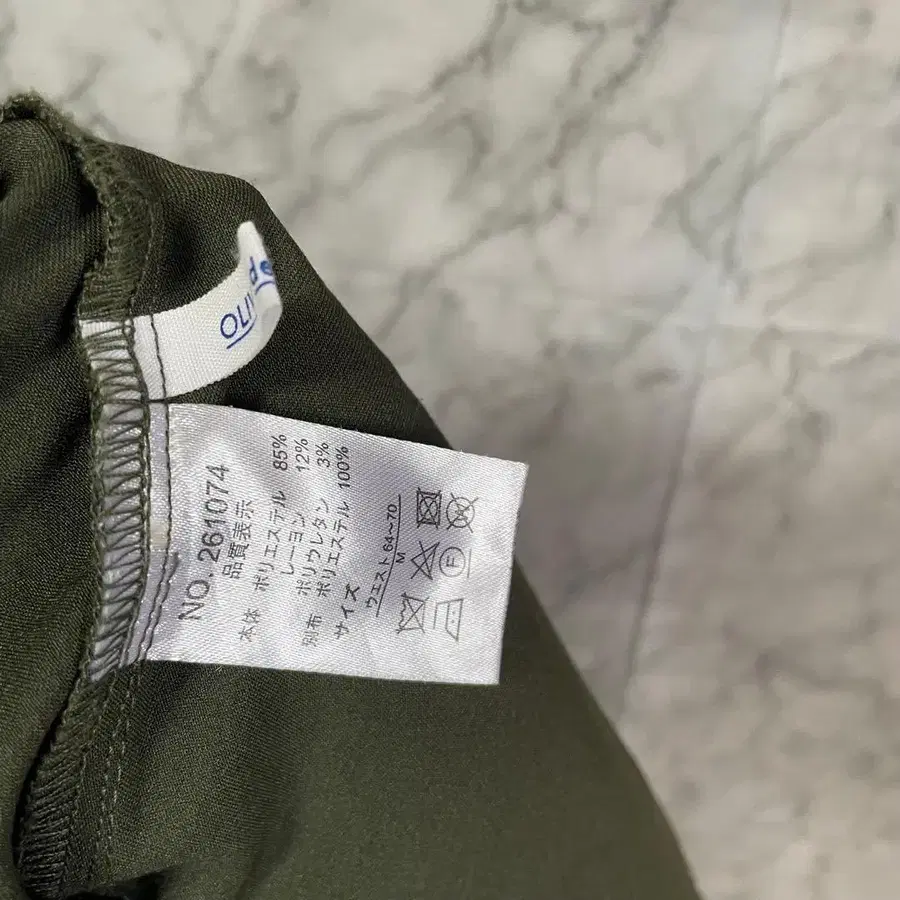 OLI
de
NO. 261074
品質表示
本体 ポリエステル 85%
レーヨン 12%
ポリウレタン 3%
別布 ポリエステル 100%
サイズ
ウエスト 64~70
M
F